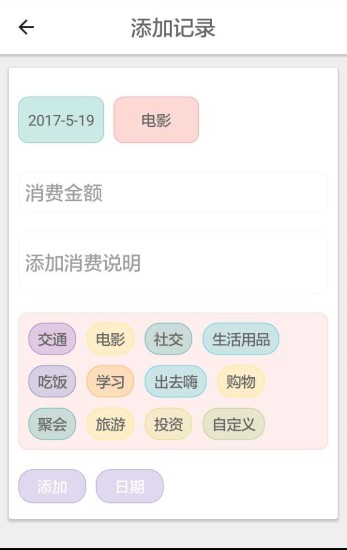 添加记录
2017-5-19 电影
消费金额
添加消费说明
交通 电影 社交 生活用品
吃饭 学习 出去嗨 购物
聚会 旅游 投资 自定义
添加 日期